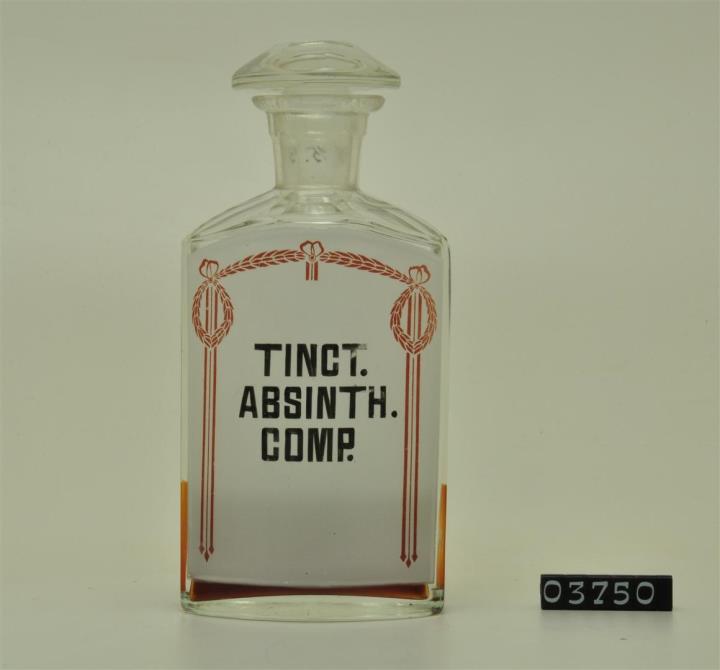 TINCT.
ABSINTH.
COMP.
03750